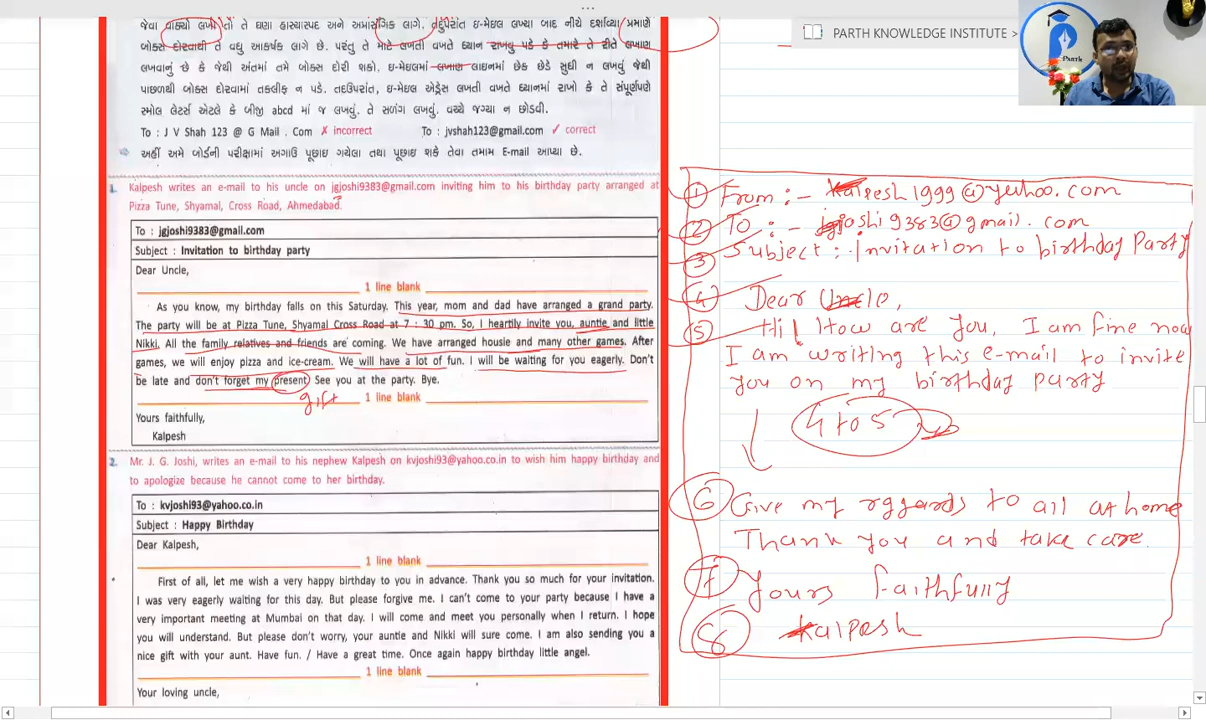 જેવા વાક્યો લખો તો તે ઘણા હાસ્યાસ્પદ અને અપ્રાસંગિક લાગે. તદુપરાંત ઇ-મેઇલ લખ્યા બાદ નીચે દર્શાવ્યા પ્રમાણે
બોક્સ દોરવાથી તે વધુ આકર્ષક લાગે છે. પરંતુ તે માટે લખતી વખતે ધ્યાન રાખવુ પડે કે તમારે તે રીતે લખાણ
લખવાનું છે કે જેથી અંતમાં તમે બોક્સ દોરી શકો. ઇ-મેઇલમાં લખાણ લાઇનમાં છેક છેડે સુધી ન લખવું જેથી
પાછળથી બોક્સ દોરવામાં તકલીફ ન પડે. તદઉપરાંત, ઇ-મેઇલ એડ્રેસ લખતી વખતે ધ્યાનમાં રાખો કે તે સંપૂર્ણપણે
સ્મોલ લેટર્સ એટલે કે બીજી abcd માં જ લખવું. તે સળંગ લખવું. વચ્ચે જગ્યા ન છોડવી.
To : J V Shah 123 @ G Mail . Com ✗ incorrect To : jvshah123@gmail.com ✓ correct
અહીં અમે બોર્ડની પરીક્ષામાં અગાઉ પૂછાઇ ગયેલા તથા પૂછાઇ શકે તેવા તમામ E-mail આપ્યા છે.
1. Kalpesh writes an e-mail to his uncle on jgjoshi9383@gmail.com inviting him to his birthday party arranged at
Pizza Tune, Shyamal, Cross Road, Ahmedabad.
To : jgjoshi9383@gmail.com
Subject : Invitation to birthday party
Dear Uncle,
1 line blank
As you know, my birthday falls on this Saturday. This year, mom and dad have arranged a grand party.
The party will be at Pizza Tune, Shyamal Cross Road at 7 : 30 pm. So, I heartily invite you, auntie and little
Nikki. All the family relatives and friends are coming. We have arranged housie and many other games. After
games, we will enjoy pizza and ice-cream. We will have a lot of fun. I will be waiting for you eagerly. Don't
be late and don't forget my present. See you at the party. Bye.
gift
1 line blank
Yours faithfully,
Kalpesh
2. Mr. J. G. Joshi, writes an e-mail to his nephew Kalpesh on kvjoshi93@yahoo.co.in to wish him happy birthday and
to apologize because he cannot come to her birthday.
To : kvjoshi93@yahoo.co.in
Subject : Happy Birthday
Dear Kalpesh,
1 line blank
First of all, let me wish a very happy birthday to you in advance. Thank you so much for your invitation.
I was very eagerly waiting for this day. But please forgive me. I can't come to your party because I have a
very important meeting at Mumbai on that day. I will come and meet you personally when I return. I hope
you will understand. But please don't worry, your auntie and Nikki will sure come. I am also sending you a
nice gift with your aunt. Have fun. / Have a great time. Once again happy birthday little angel.
1 line blank
Your loving uncle,
PARTH KNOWLEDGE INSTITUTE >
Parth
1 From :- Kalpesh1999@yahoo.com
2 To :- jgjoshi9383@gmail.com
3 Subject :- Invitation to birthday Party
4 Dear Uncle,
5 Hi! How are you, I am fine now
I am writing this e-mail to invite
you on my birthday party
4 to 5
6 Give my rggards to all at home
Thank you and take care.
7 yours faithfully
8 Kalpesh